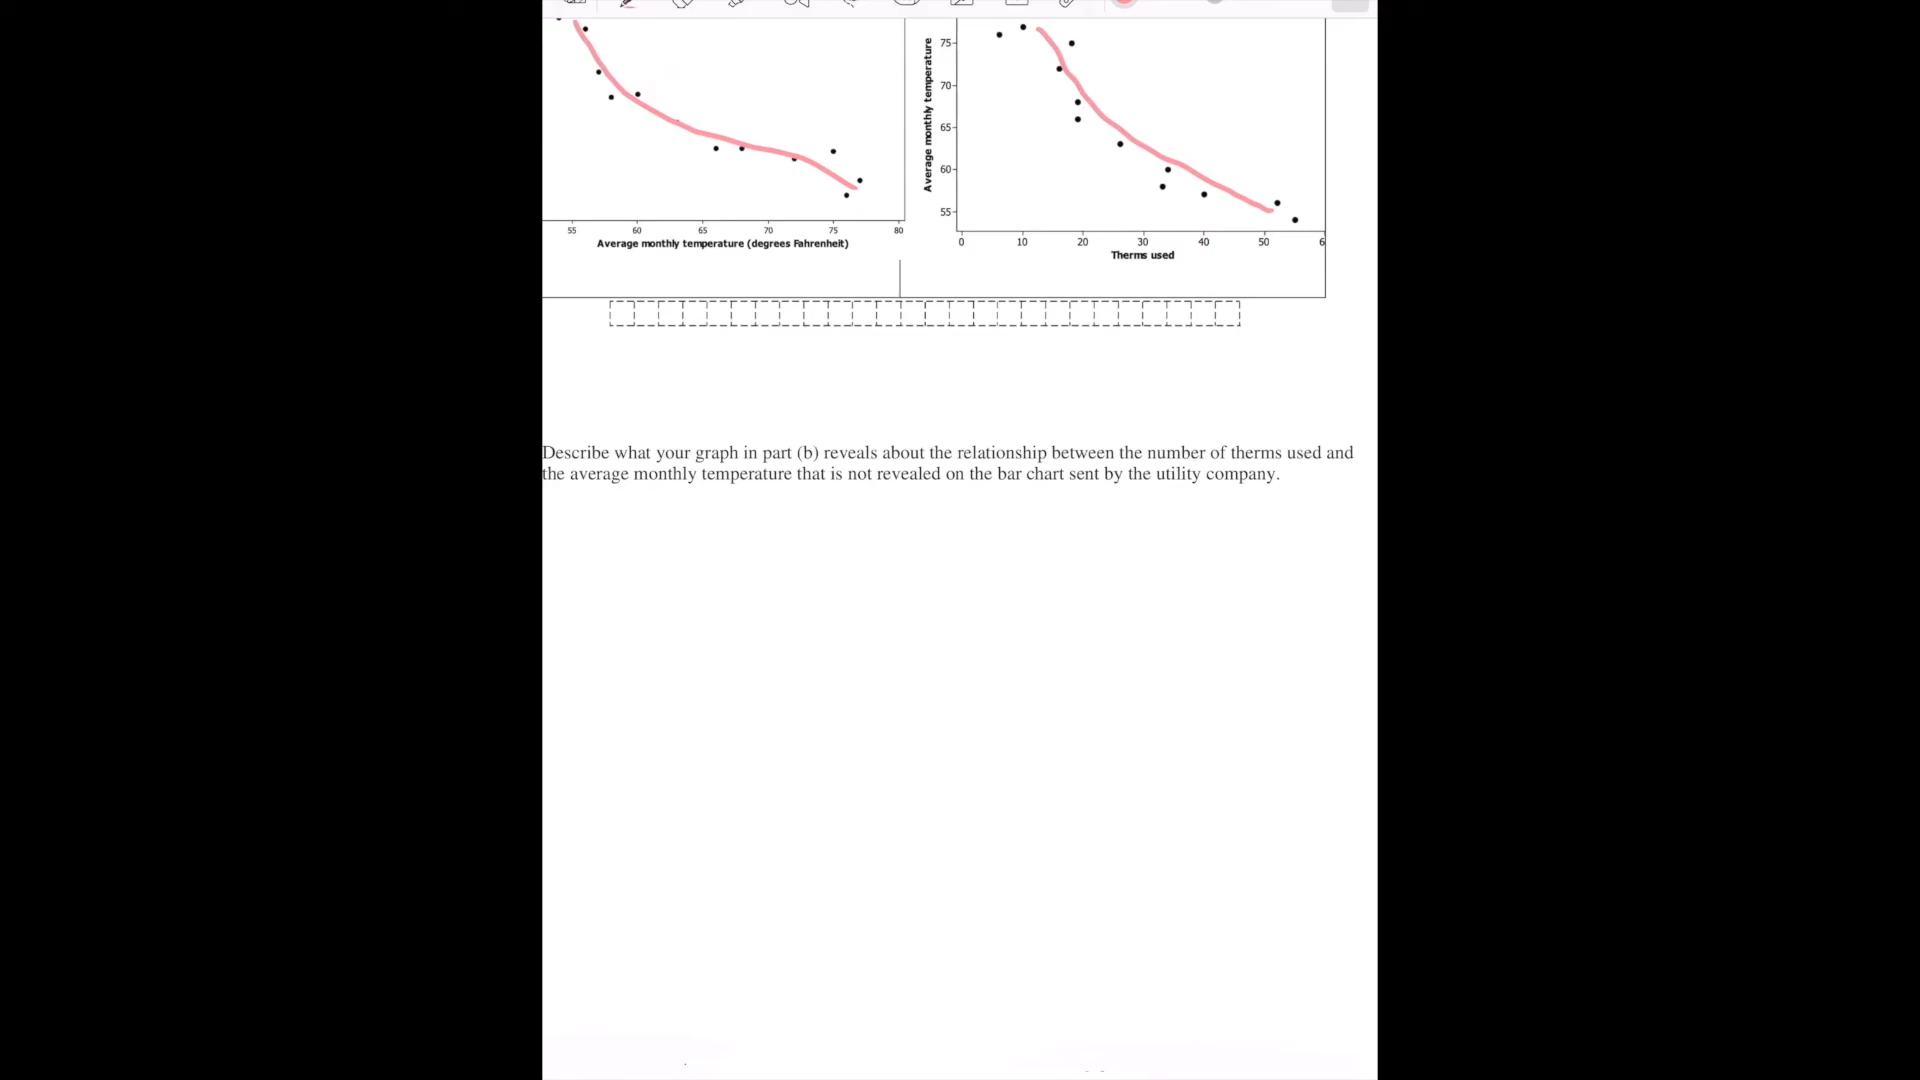 75
70
65
60
55
Average monthly temperature
55 60 65 70 75 80
Average monthly temperature (degrees Fahrenheit)
0 10 20 30 40 50 6
Therms used
Describe what your graph in part (b) reveals about the relationship between the number of therms used and
the average monthly temperature that is not revealed on the bar chart sent by the utility company.